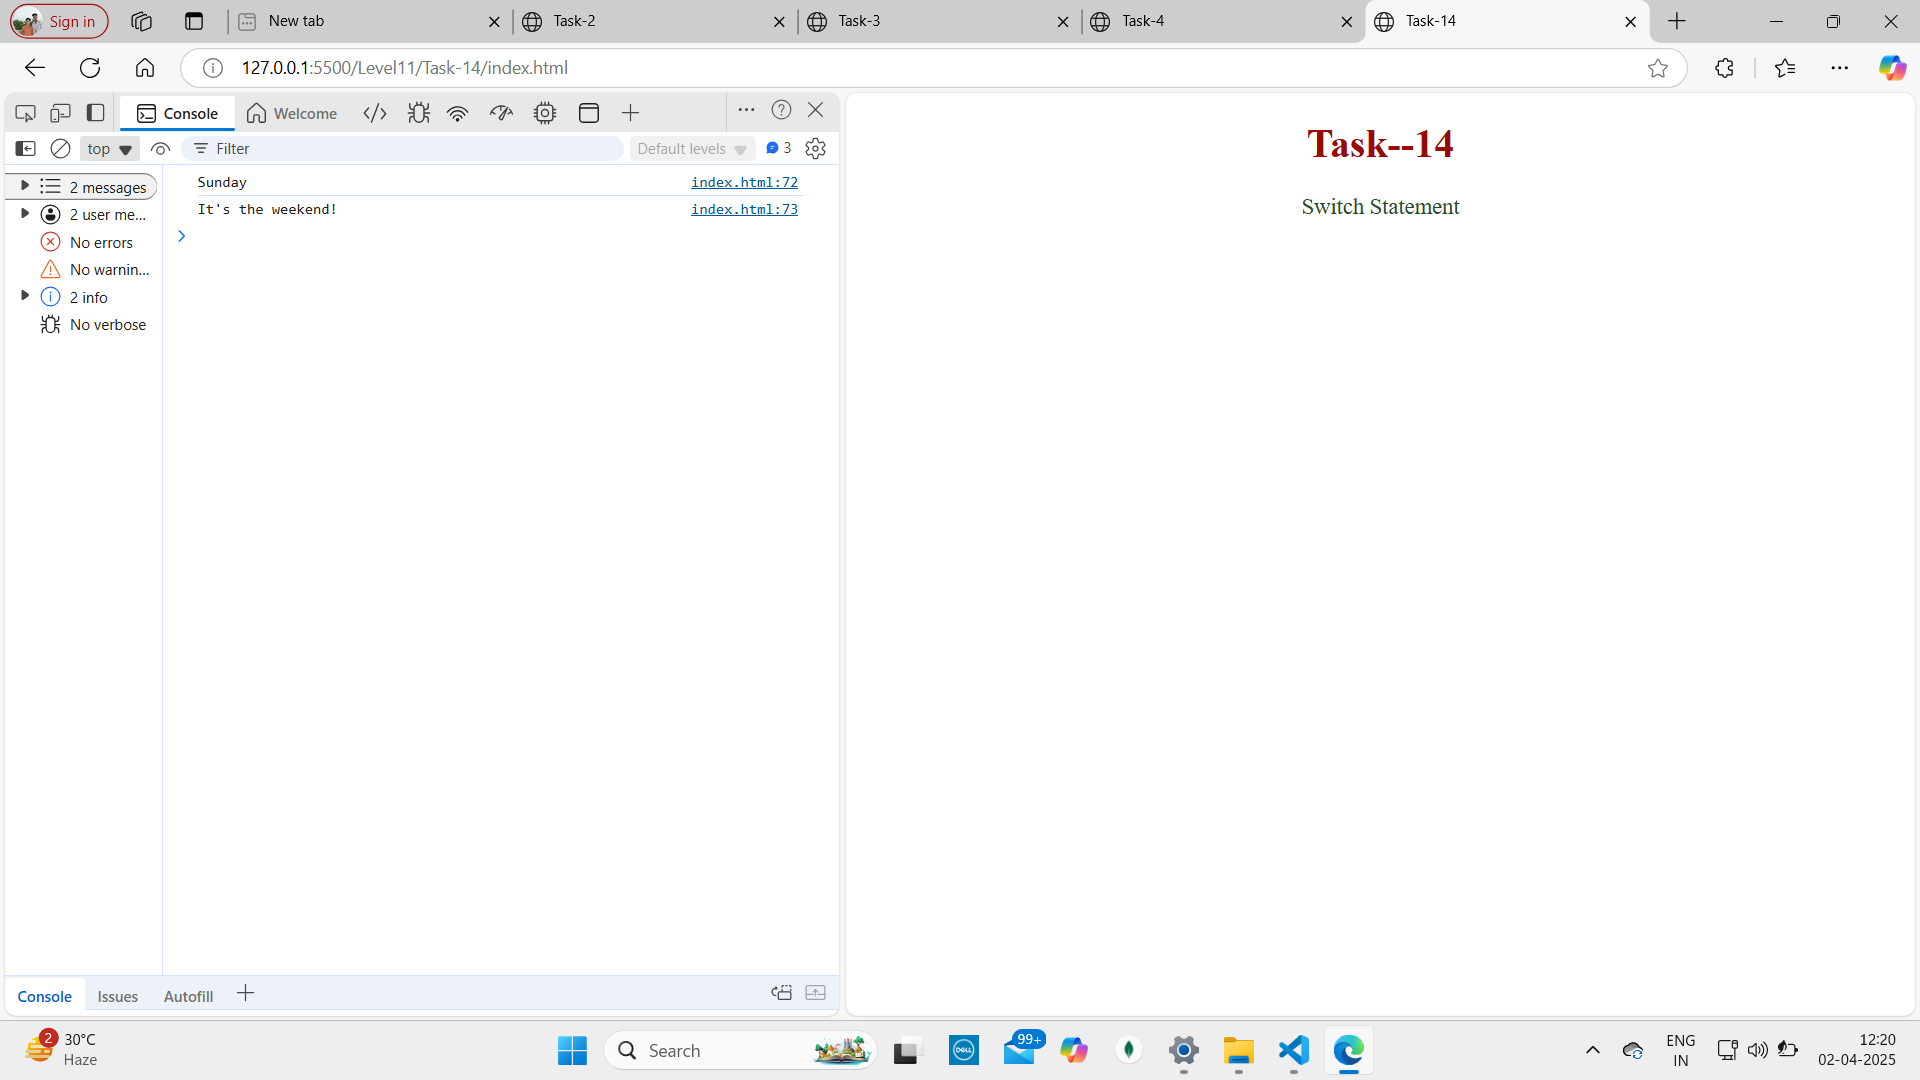 Sign in
New tab
Task-2
Task-3
Task-4
Task-14
127.0.0.1:5500/Level11/Task-14/index.html
Console
Welcome
top
Filter
Default levels
3
2 messages
2 user me...
No errors
No warnin...
2 info
No verbose
Sunday index.html:72
It's the weekend! index.html:73
Task--14
Switch Statement
Console
Issues
Autofill
2
30°C
Haze
Search
DELL
99+
ENG
IN
12:20
02-04-2025